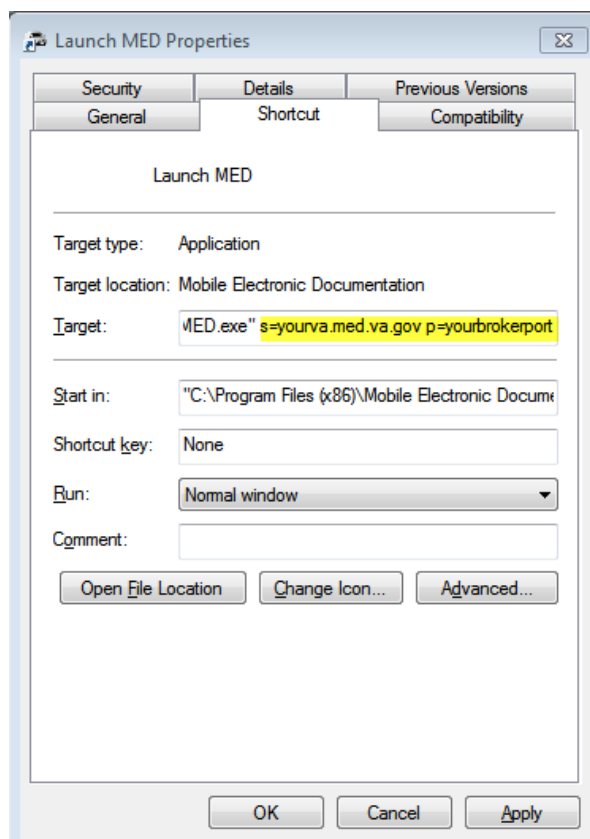 Launch MED Properties
Security Details Previous Versions
General Shortcut Compatibility
Launch MED
Target type: Application
Target location: Mobile Electronic Documentation
Target: MED.exe" s=yourva.med.va.gov p=yourbrokerport
Start in: "C:\Program Files (x86)\Mobile Electronic Docume
Shortcut key: None
Run: Normal window
Comment:
Open File Location Change Icon... Advanced...
OK Cancel Apply